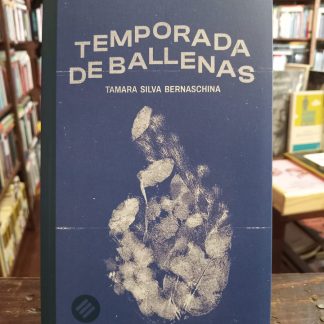 TEMPORADA
DE BALLENAS
TAMARA SILVA BERNASCHINA